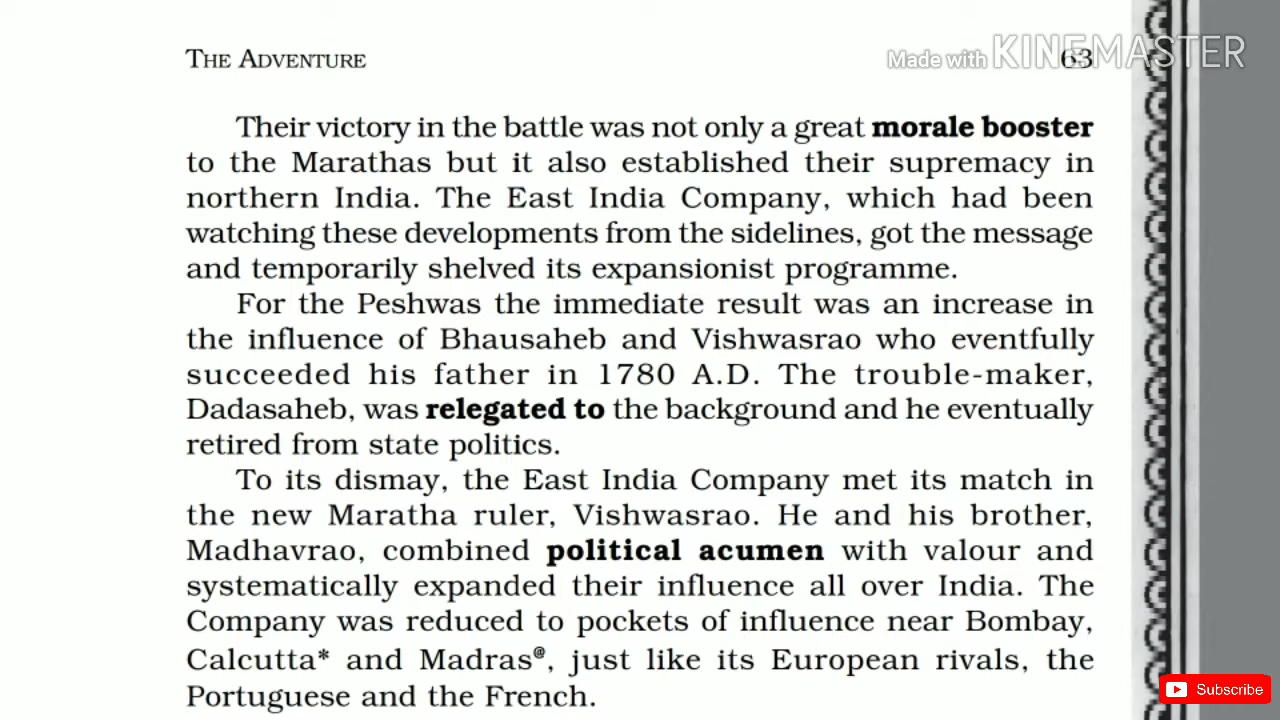 THE ADVENTURE 63
Made with KINEMASTER
Their victory in the battle was not only a great morale booster
to the Marathas but it also established their supremacy in
northern India. The East India Company, which had been
watching these developments from the sidelines, got the message
and temporarily shelved its expansionist programme.
For the Peshwas the immediate result was an increase in
the influence of Bhausaheb and Vishwasrao who eventfully
succeeded his father in 1780 A.D. The trouble-maker,
Dadasaheb, was relegated to the background and he eventually
retired from state politics.
To its dismay, the East India Company met its match in
the new Maratha ruler, Vishwasrao. He and his brother,
Madhavrao, combined political acumen with valour and
systematically expanded their influence all over India. The
Company was reduced to pockets of influence near Bombay,
Calcutta* and Madras@, just like its European rivals, the
Portuguese and the French.
Subscribe